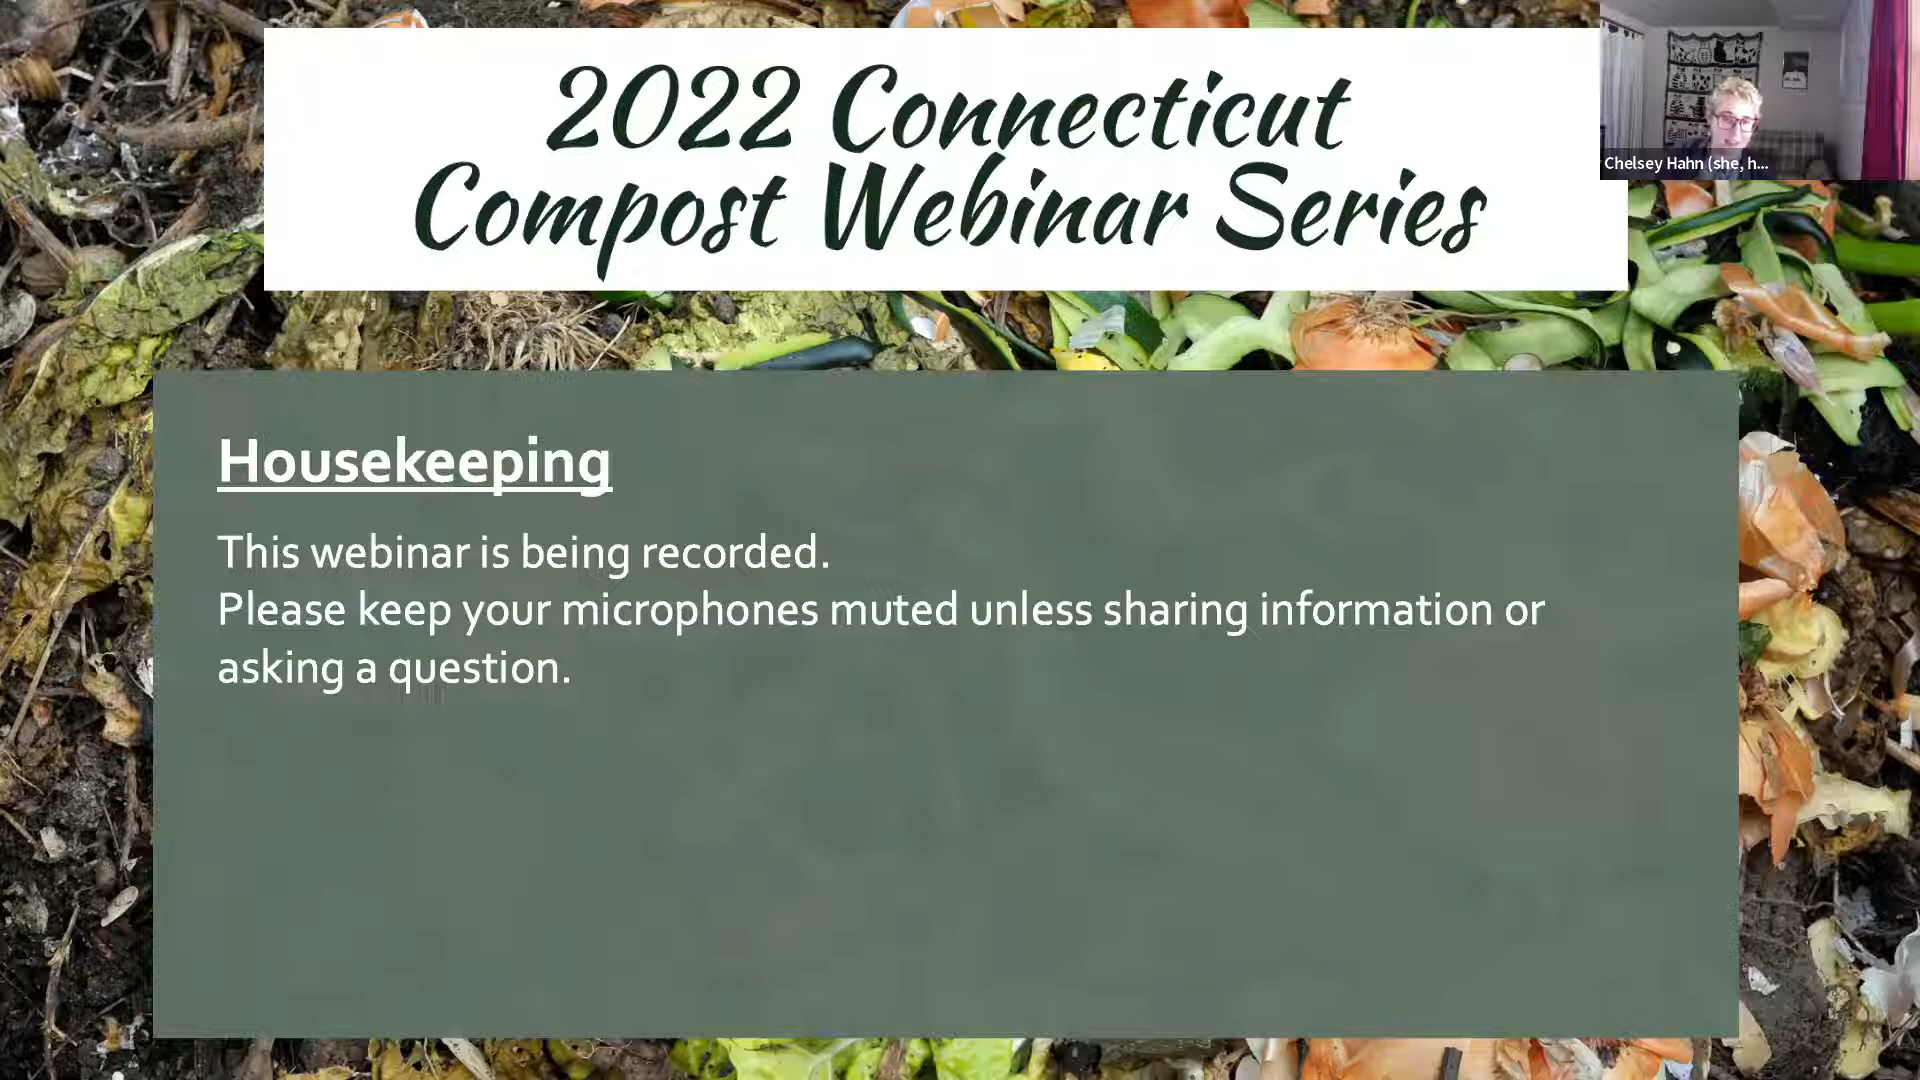 2022 Connecticut
Compost Webinar Series
Chelsey Hahn (she, h...
Housekeeping
This webinar is being recorded.
Please keep your microphones muted unless sharing information or
asking a question.